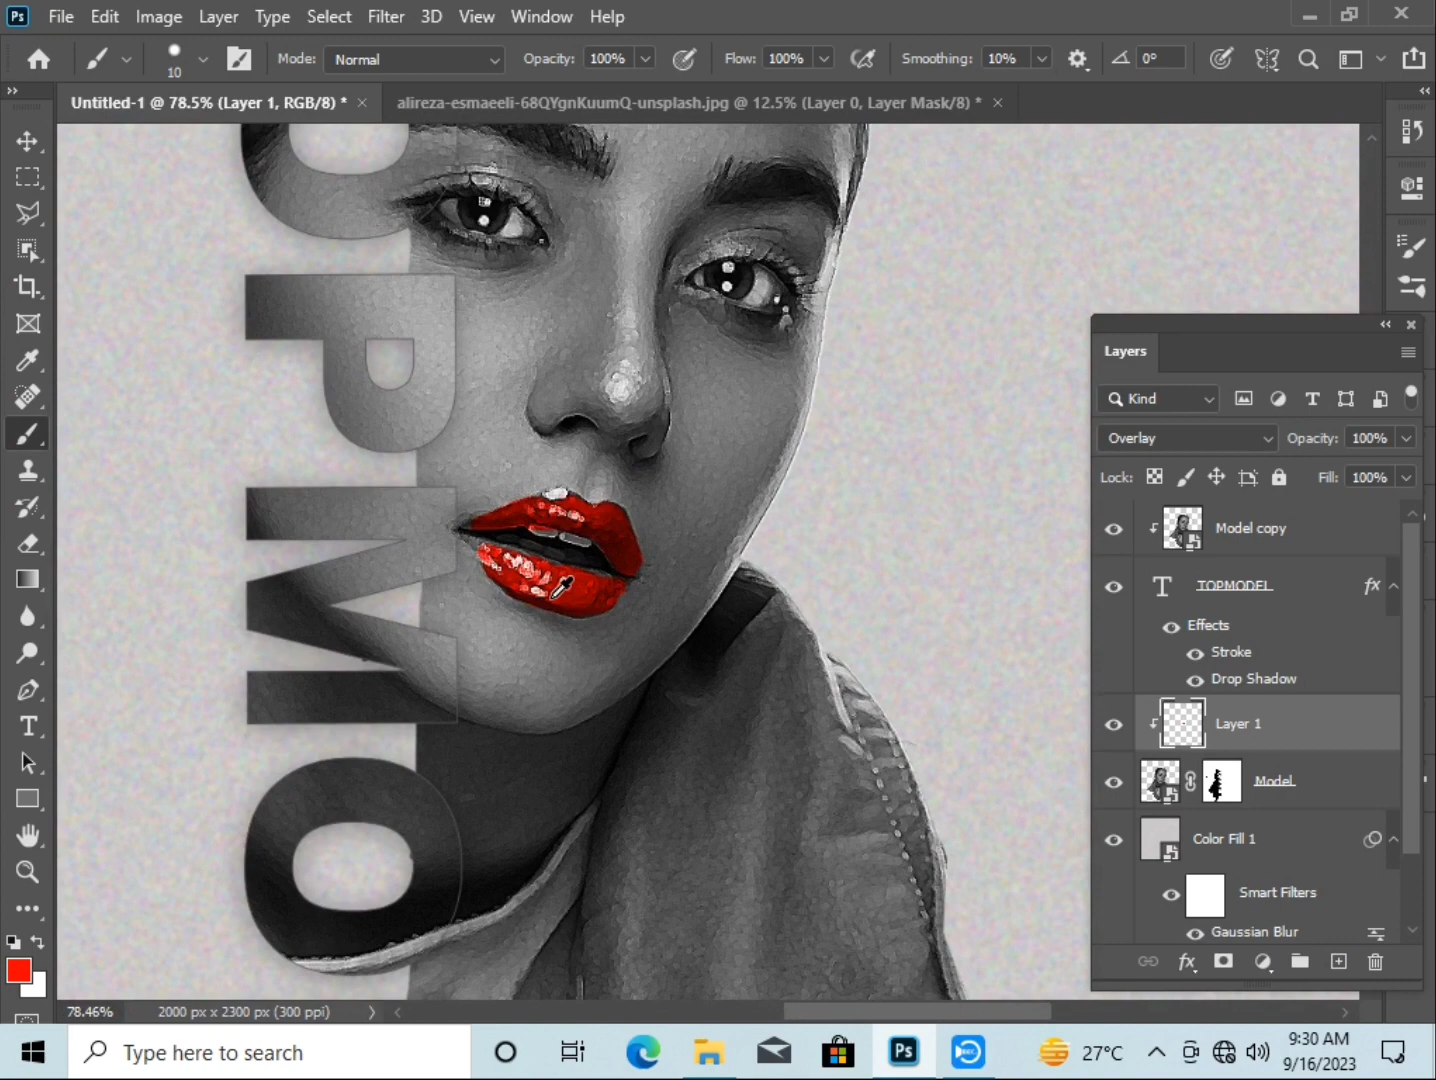 Ps File Edit Image Layer Type Select Filter 3D View Window Help
10 Mode: Normal Opacity: 100% Flow: 100% Smoothing: 10% 0°
Untitled-1 @ 78.5% (Layer 1, RGB/8) * × alireza-esmaeeli-68QYgnKuumQ-unsplash.jpg @ 12.5% (Layer 0, Layer Mask/8) * ×
OPMO
Layers
Kind
Overlay Opacity: 100%
Lock: Fill: 100%
Model copy
T TOPMODEL fx
Effects
Stroke
Drop Shadow
Layer 1
Model
Color Fill 1
Smart Filters
Gaussian Blur
fx
78.46% 2000 px x 2300 px (300 ppi)
Type here to search
Ps
REC
27°C
9:30 AM
9/16/2023